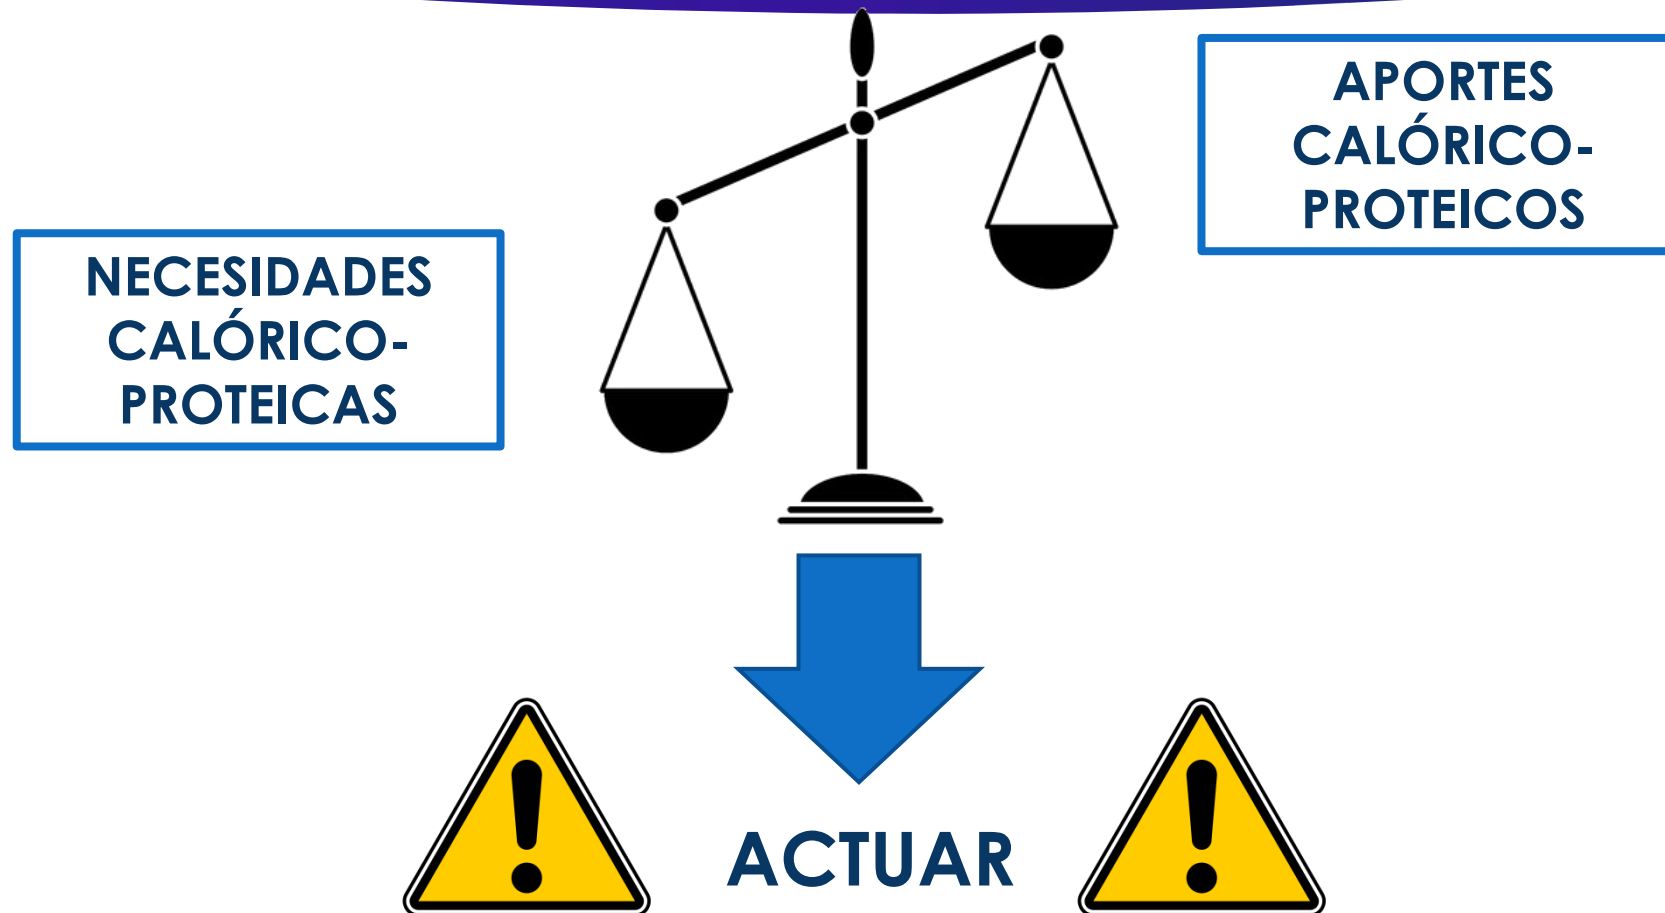 APORTES
CALÓRICO-
PROTEICOS
NECESIDADES
CALÓRICO-
PROTEICAS
ACTUAR